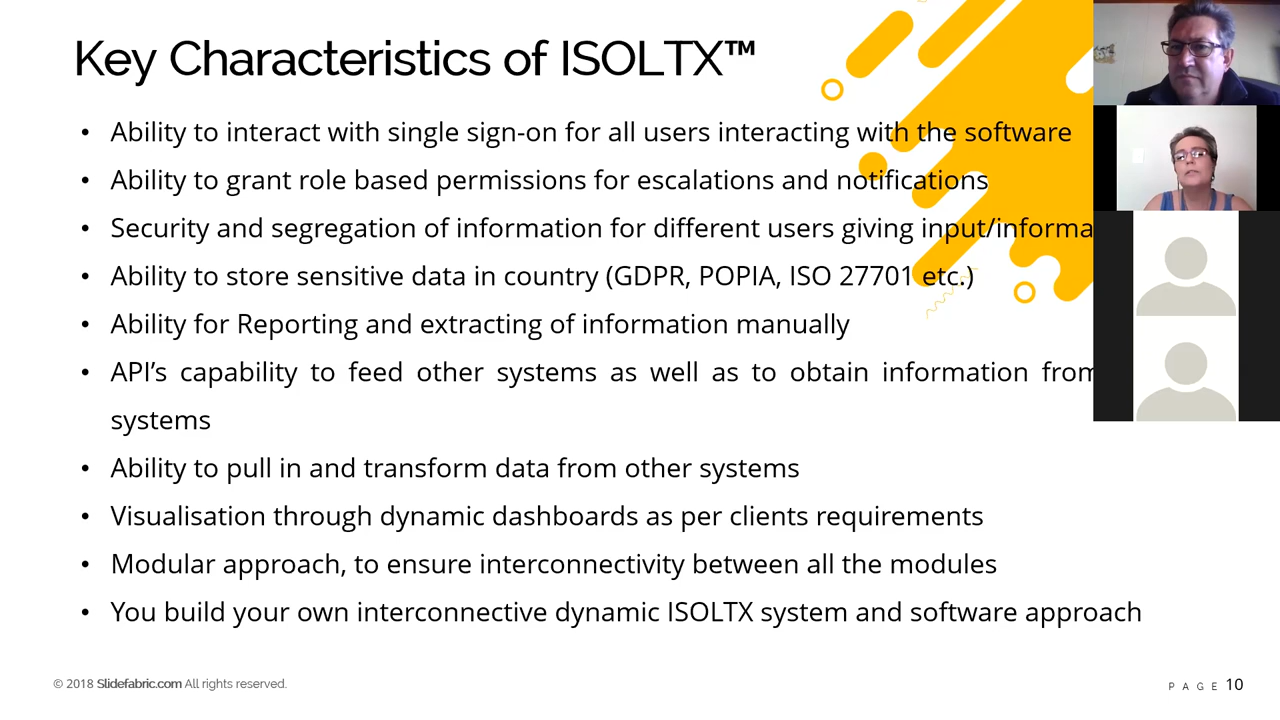 Key Characteristics of ISOLTX™
• Ability to interact with single sign-on for all users interacting with the software
• Ability to grant role based permissions for escalations and notifications
• Security and segregation of information for different users giving
• Ability to store sensitive data in country (GDPR, POPIA, ISO 27701 etc.)
• Ability for Reporting and extracting of information manually
• API’s capability to feed other systems as well as to obtain information from
systems
• Ability to pull in and transform data from other systems
• Visualisation through dynamic dashboards as per clients requirements
• Modular approach, to ensure interconnectivity between all the modules
• You build your own interconnective dynamic ISOLTX system and software approach
© 2018 Slidefabric.com All rights reserved.
PAGE 10